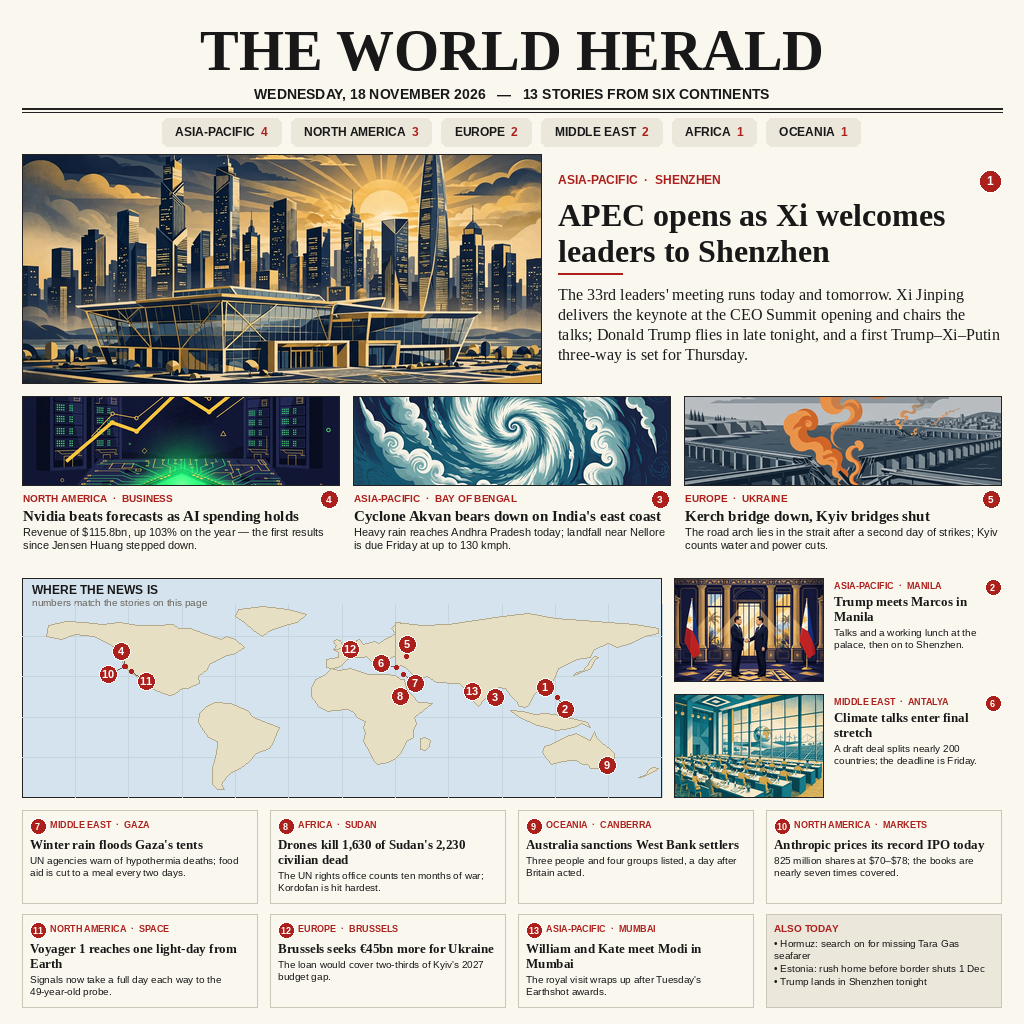 THE WORLD HERALD
WEDNESDAY, 18 NOVEMBER 2026 — 13 STORIES FROM SIX CONTINENTS
ASIA-PACIFIC 4 NORTH AMERICA 3 EUROPE 2 MIDDLE EAST 2 AFRICA 1 OCEANIA 1
ASIA-PACIFIC · SHENZHEN
1
APEC opens as Xi welcomes
leaders to Shenzhen
The 33rd leaders' meeting runs today and tomorrow. Xi Jinping
delivers the keynote at the CEO Summit opening and chairs the
talks; Donald Trump flies in late tonight, and a first Trump–Xi–Putin
three-way is set for Thursday.
NORTH AMERICA · BUSINESS
4
Nvidia beats forecasts as AI spending holds
Revenue of $115.8bn, up 103% on the year — the first results
since Jensen Huang stepped down.
ASIA-PACIFIC · BAY OF BENGAL
3
Cyclone Akvan bears down on India's east coast
Heavy rain reaches Andhra Pradesh today; landfall near Nellore
is due Friday at up to 130 kmph.
EUROPE · UKRAINE
5
Kerch bridge down, Kyiv bridges shut
The road arch lies in the strait after a second day of strikes; Kyiv
counts water and power cuts.
WHERE THE NEWS IS
numbers match the stories on this page
4
10
11
12
5
6
7
8
13
3
1
2
9
ASIA-PACIFIC · MANILA
2
Trump meets Marcos in
Manila
Talks and a working lunch at the
palace, then on to Shenzhen.
MIDDLE EAST · ANTALYA
6
Climate talks enter final
stretch
A draft deal splits nearly 200
countries; the deadline is Friday.
7 MIDDLE EAST · GAZA
Winter rain floods Gaza's tents
UN agencies warn of hypothermia deaths; food
aid is cut to a meal every two days.
8 AFRICA · SUDAN
Drones kill 1,630 of Sudan's 2,230
civilian dead
The UN rights office counts ten months of war;
Kordofan is hit hardest.
9 OCEANIA · CANBERRA
Australia sanctions West Bank settlers
Three people and four groups listed, a day after
Britain acted.
10 NORTH AMERICA · MARKETS
Anthropic prices its record IPO today
825 million shares at $70–$78; the books are
nearly seven times covered.
11 NORTH AMERICA · SPACE
Voyager 1 reaches one light-day from
Earth
Signals now take a full day each way to the
49-year-old probe.
12 EUROPE · BRUSSELS
Brussels seeks €45bn more for Ukraine
The loan would cover two-thirds of Kyiv's 2027
budget gap.
13 ASIA-PACIFIC · MUMBAI
William and Kate meet Modi in
Mumbai
The royal visit wraps up after Tuesday's
Earthshot awards.
ALSO TODAY
• Hormuz: search on for missing Tara Gas
seafarer
• Estonia: rush home before border shuts 1 Dec
• Trump lands in Shenzhen tonight